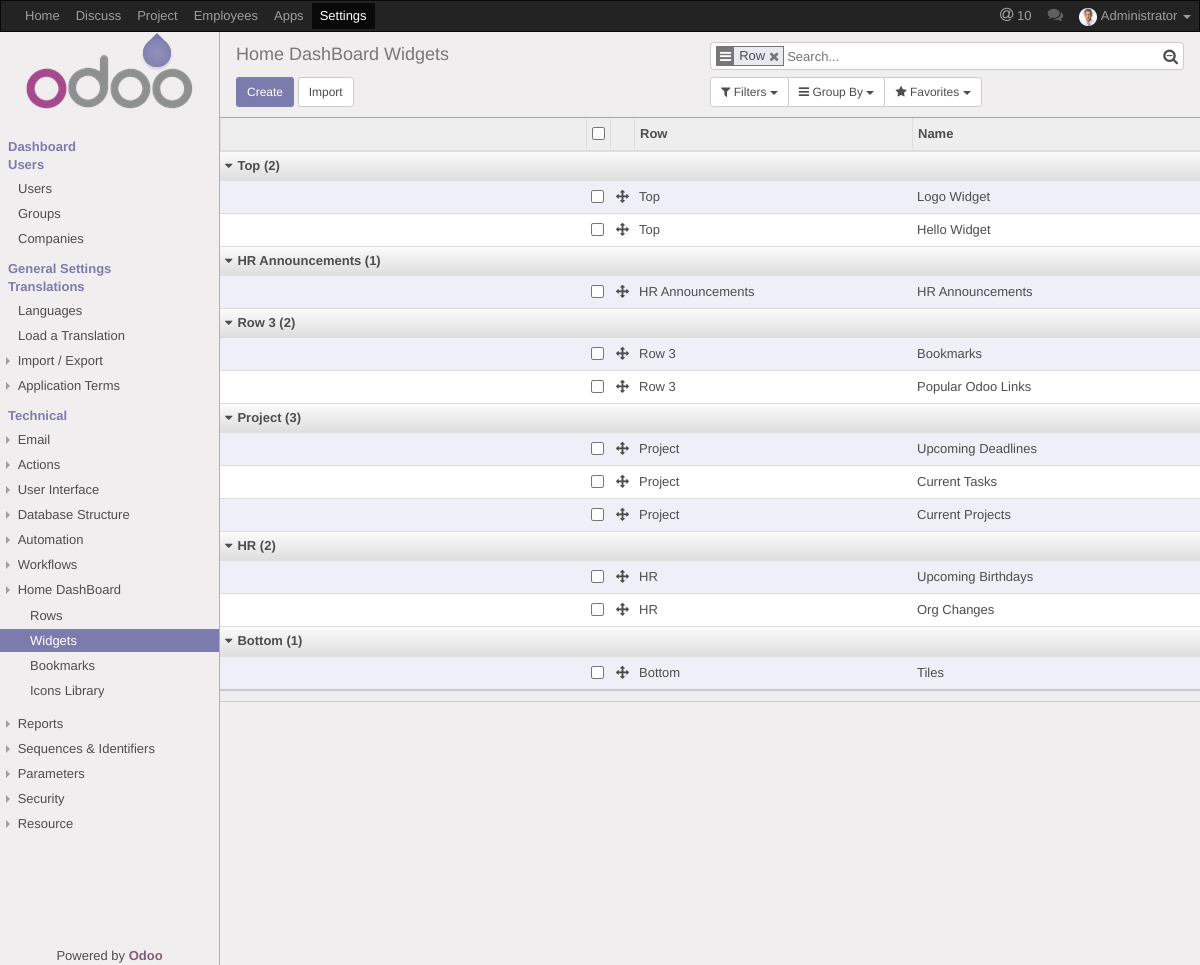 Home Discuss Project Employees Apps Settings @ 10 Administrator
odoo
Home DashBoard Widgets
Row Search...
Create Import
Filters Group By Favorites
Dashboard
Users
Users
Groups
Companies
General Settings
Translations
Languages
Load a Translation
Import / Export
Application Terms
Technical
Email
Actions
User Interface
Database Structure
Automation
Workflows
Home DashBoard
Rows
Widgets
Bookmarks
Icons Library
Reports
Sequences & Identifiers
Parameters
Security
Resource
Powered by Odoo
Row Name
Top (2)
Top Logo Widget
Top Hello Widget
HR Announcements (1)
HR Announcements HR Announcements
Row 3 (2)
Row 3 Bookmarks
Row 3 Popular Odoo Links
Project (3)
Project Upcoming Deadlines
Project Current Tasks
Project Current Projects
HR (2)
HR Upcoming Birthdays
HR Org Changes
Bottom (1)
Bottom Tiles